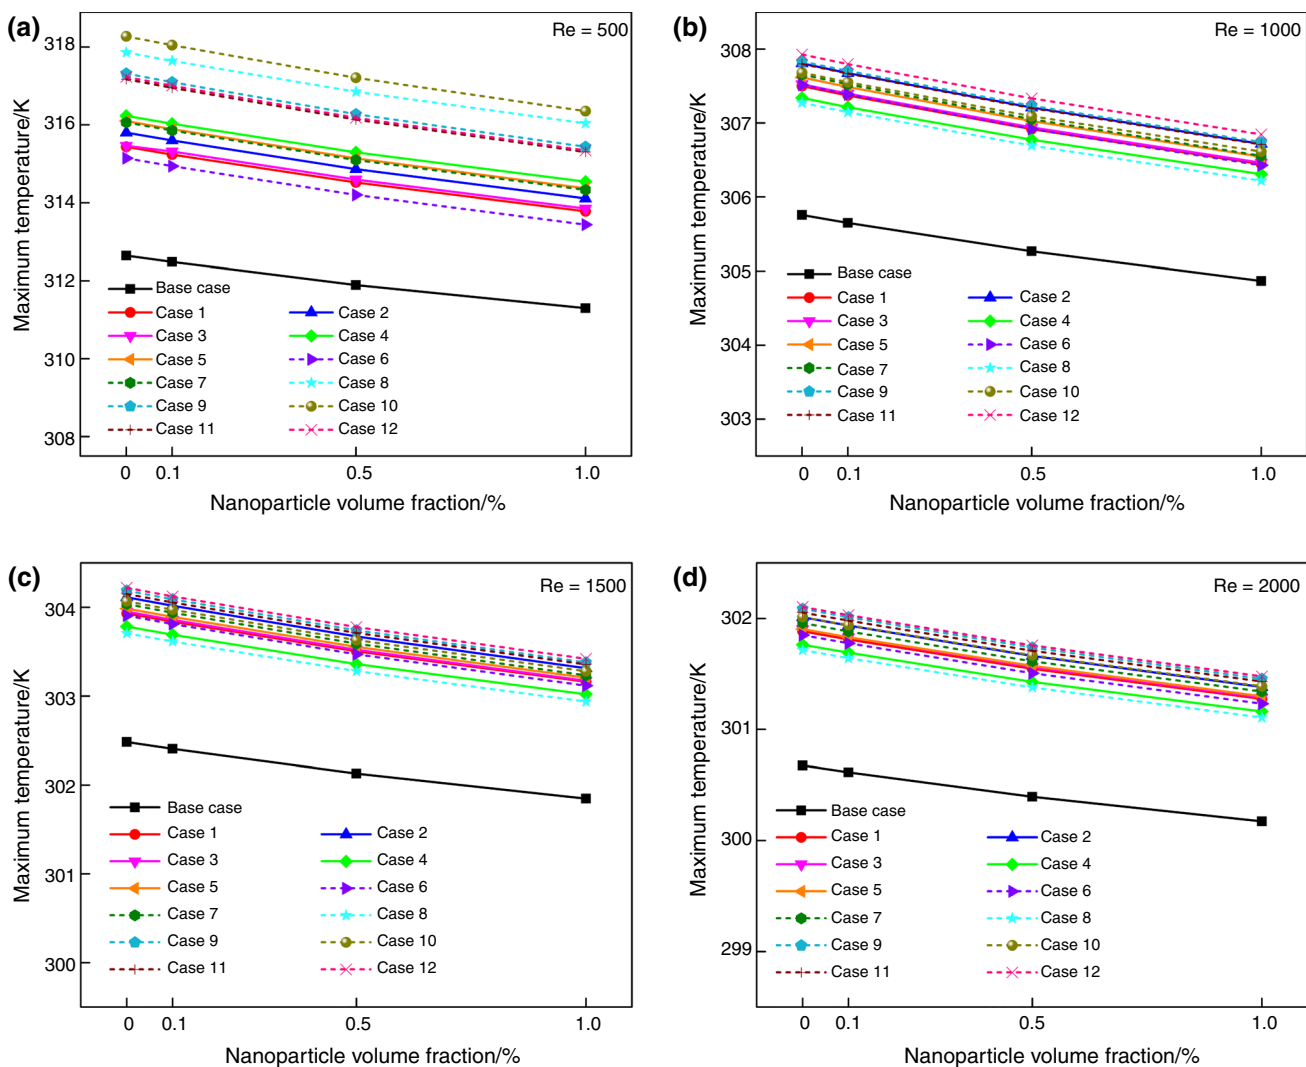 (a)
Re = 500
318
316
314
312
310
308
Maximum temperature/K
Base case
Case 1
Case 2
Case 3
Case 4
Case 5
Case 6
Case 7
Case 8
Case 9
Case 10
Case 11
Case 12
0
0.1
0.5
1.0
Nanoparticle volume fraction/%
(b)
Re = 1000
308
307
306
305
304
303
Maximum temperature/K
Base case
Case 1
Case 2
Case 3
Case 4
Case 5
Case 6
Case 7
Case 8
Case 9
Case 10
Case 11
Case 12
0
0.1
0.5
1.0
Nanoparticle volume fraction/%
(c)
Re = 1500
304
303
302
301
300
Maximum temperature/K
Base case
Case 1
Case 2
Case 3
Case 4
Case 5
Case 6
Case 7
Case 8
Case 9
Case 10
Case 11
Case 12
0
0.1
0.5
1.0
Nanoparticle volume fraction/%
(d)
Re = 2000
302
301
300
299
Maximum temperature/K
Base case
Case 1
Case 2
Case 3
Case 4
Case 5
Case 6
Case 7
Case 8
Case 9
Case 10
Case 11
Case 12
0
0.1
0.5
1.0
Nanoparticle volume fraction/%